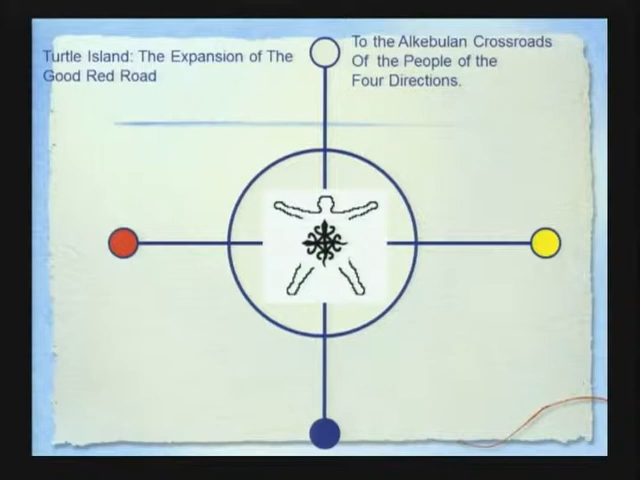 Turtle Island: The Expansion of The
Good Red Road
To the Alkebulan Crossroads
Of the People of the
Four Directions.